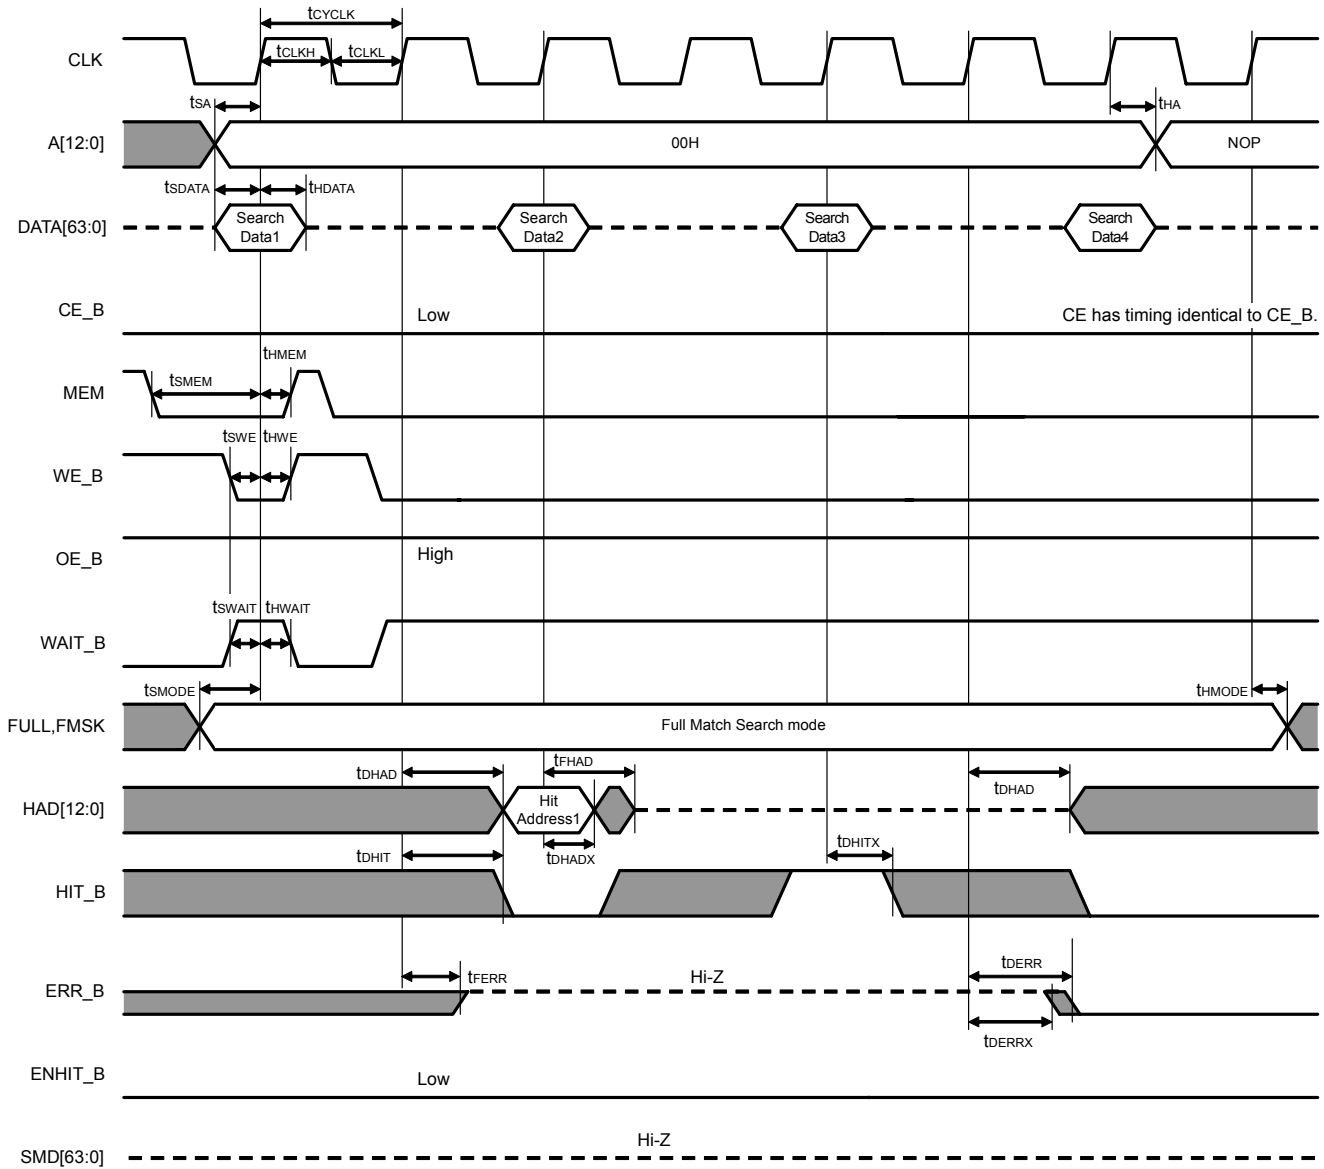 tCYCLK
CLK
tCLKH
tCLKL
tSA
tHA
A[12:0]
00H
NOP
tSDATA
tHDATA
DATA[63:0]
Search
Data1
Search
Data2
Search
Data3
Search
Data4
CE_B
Low
CE has timing identical to CE_B.
tHMEM
MEM
tSMEM
tSWE
tHWE
WE_B
OE_B
High
tSWAIT
tHWAIT
WAIT_B
tSMODE
tHMODE
FULL,FMSK
Full Match Search mode
tDHAD
tFHAD
tDHAD
HAD[12:0]
Hit
Address1
tDHIT
tDHADX
tDHITX
HIT_B
tFERR
Hi-Z
tDERR
ERR_B
tDERRX
ENHIT_B
Low
Hi-Z
SMD[63:0]